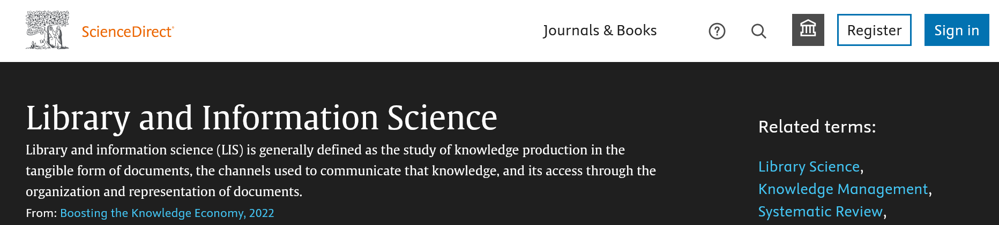 ScienceDirect®
Journals & Books
Register
Sign in
Library and Information Science
Library and information science (LIS) is generally defined as the study of knowledge production in the
tangible form of documents, the channels used to communicate that knowledge, and its access through the
organization and representation of documents.
From: Boosting the Knowledge Economy, 2022
Related terms:
Library Science,
Knowledge Management,
Systematic Review,